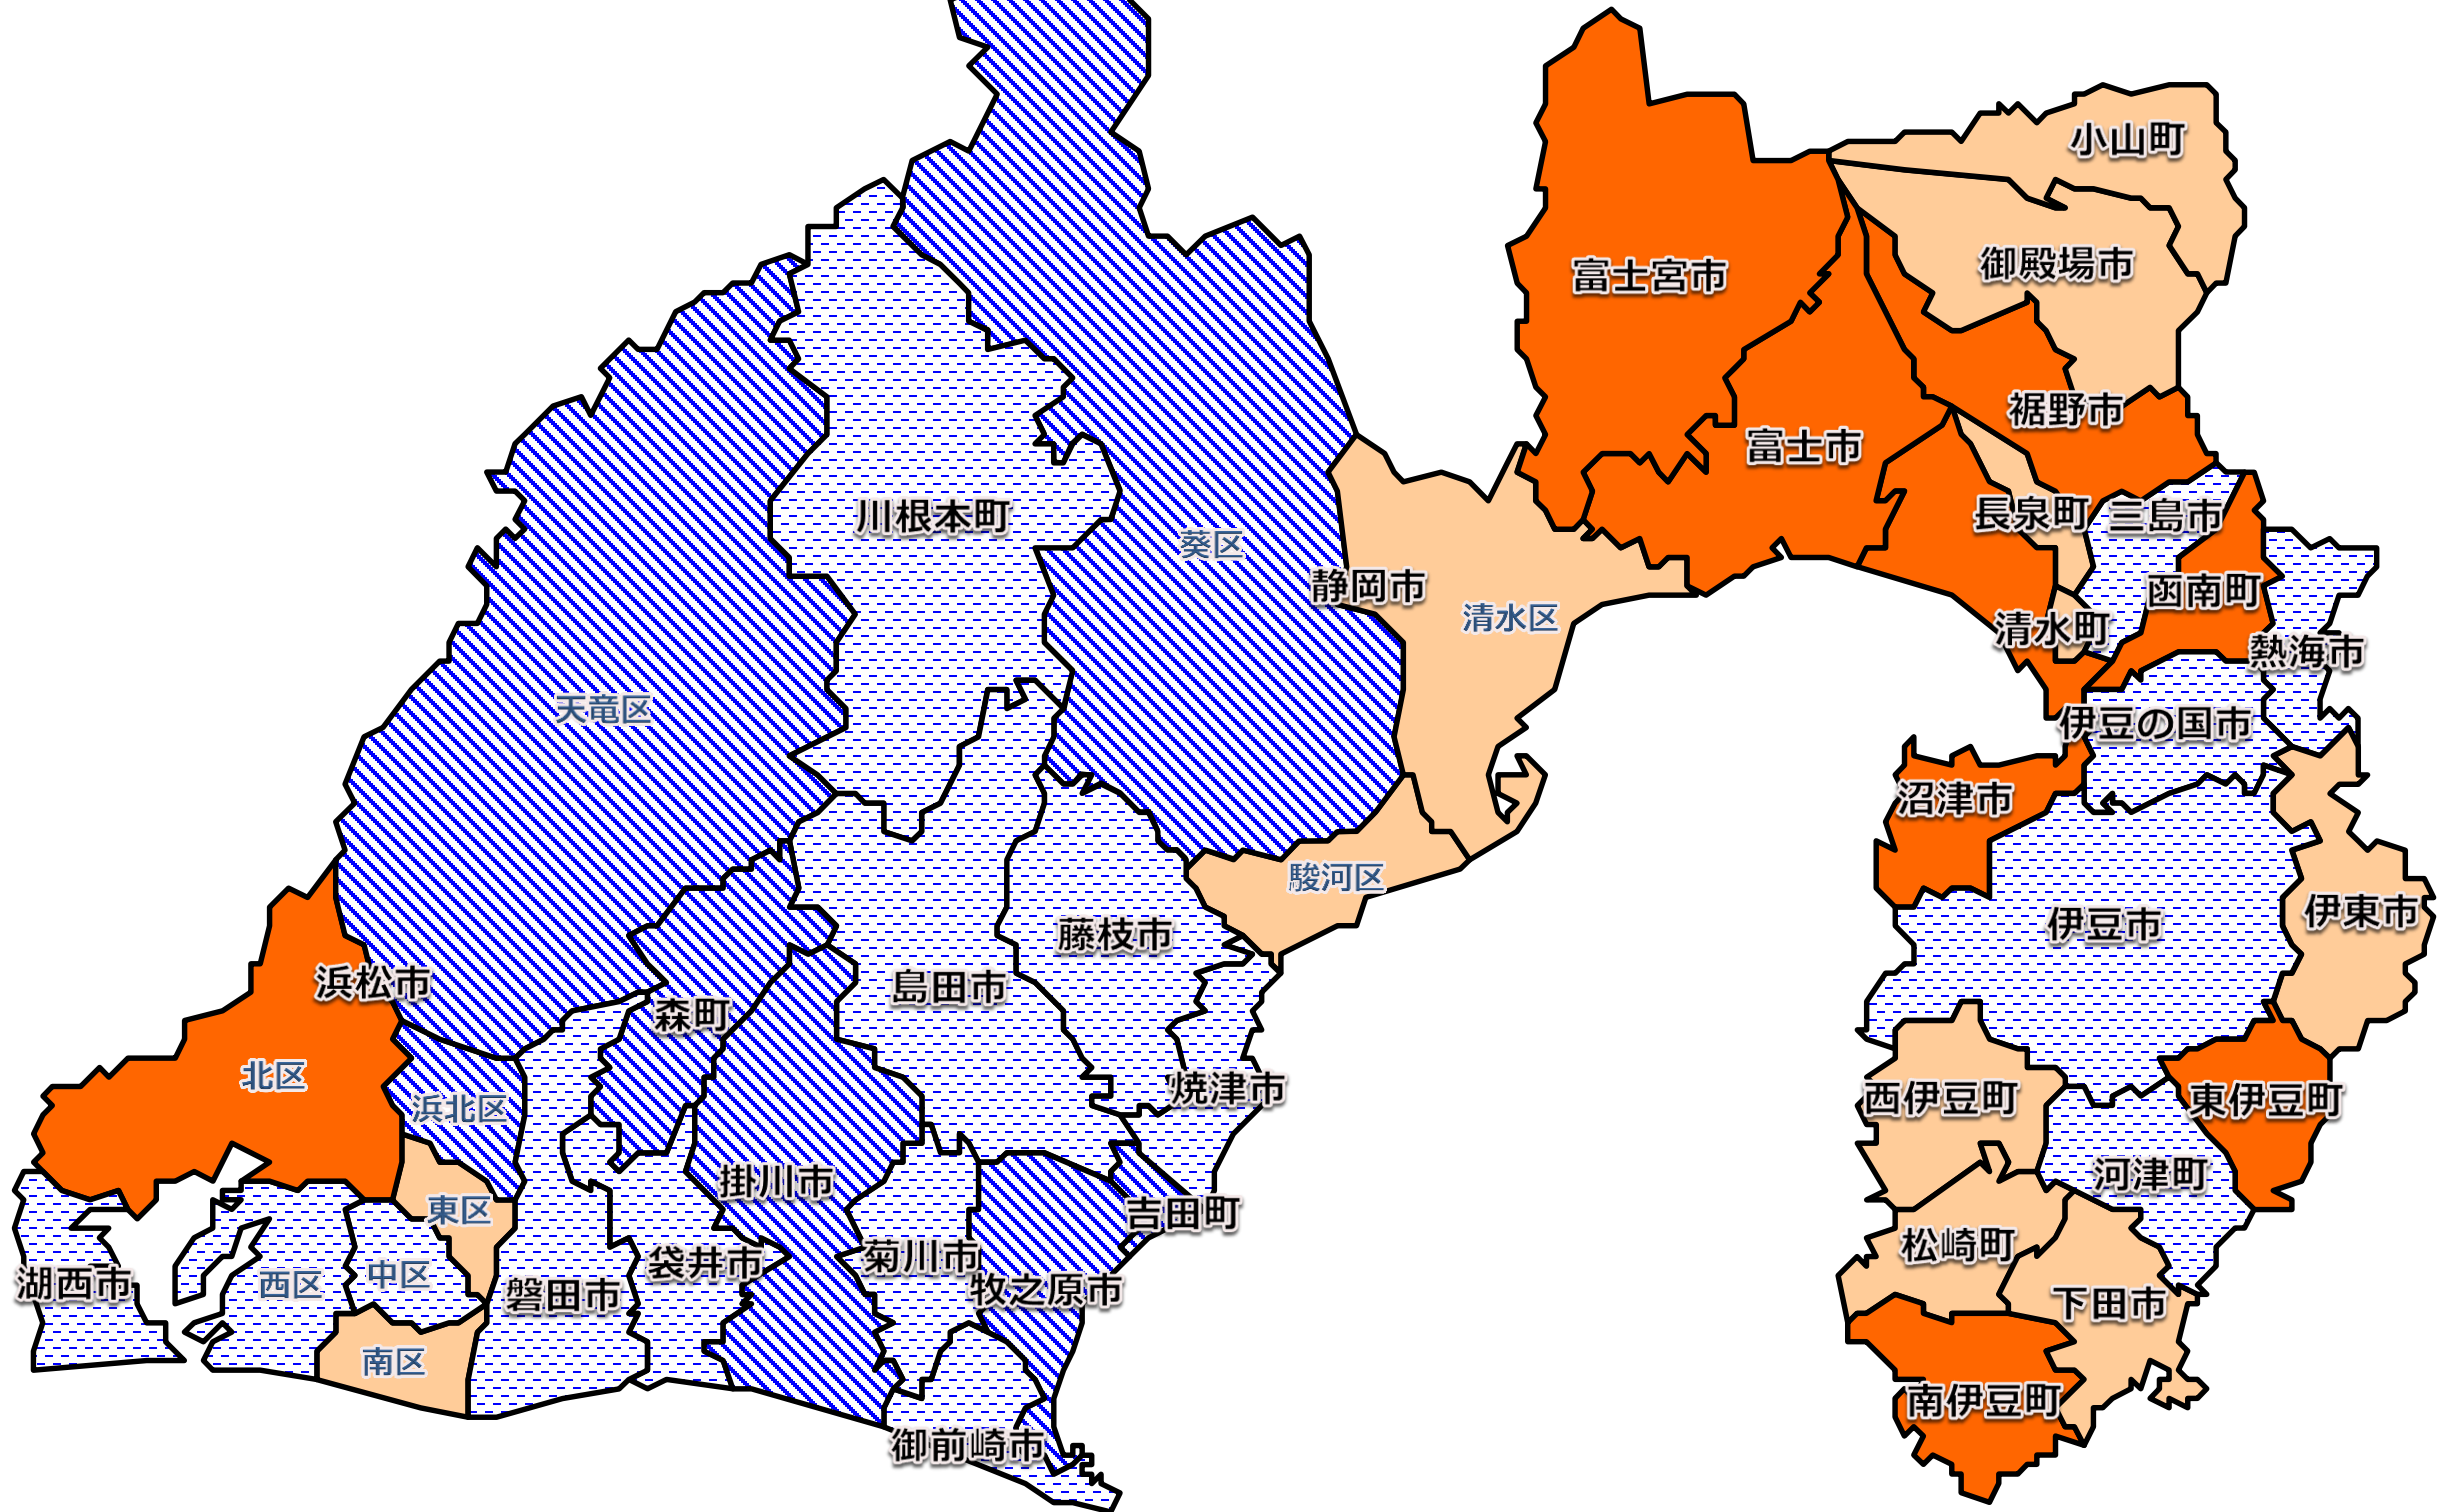 小山町
御殿場市
富士宮市
裾野市
富士市
長泉町
三島市
川根本町
葵区
静岡市
清水区
函南町
清水町
熱海市
天竜区
伊豆の国市
沼津市
駿河区
伊東市
伊豆市
藤枝市
浜松市
島田市
森町
北区
焼津市
西伊豆町
東伊豆町
浜北区
河津町
掛川市
東区
吉田町
松崎町
菊川市
袋井市
中区
西区
湖西市
磐田市
牧之原市
下田市
南区
南伊豆町
御前崎市